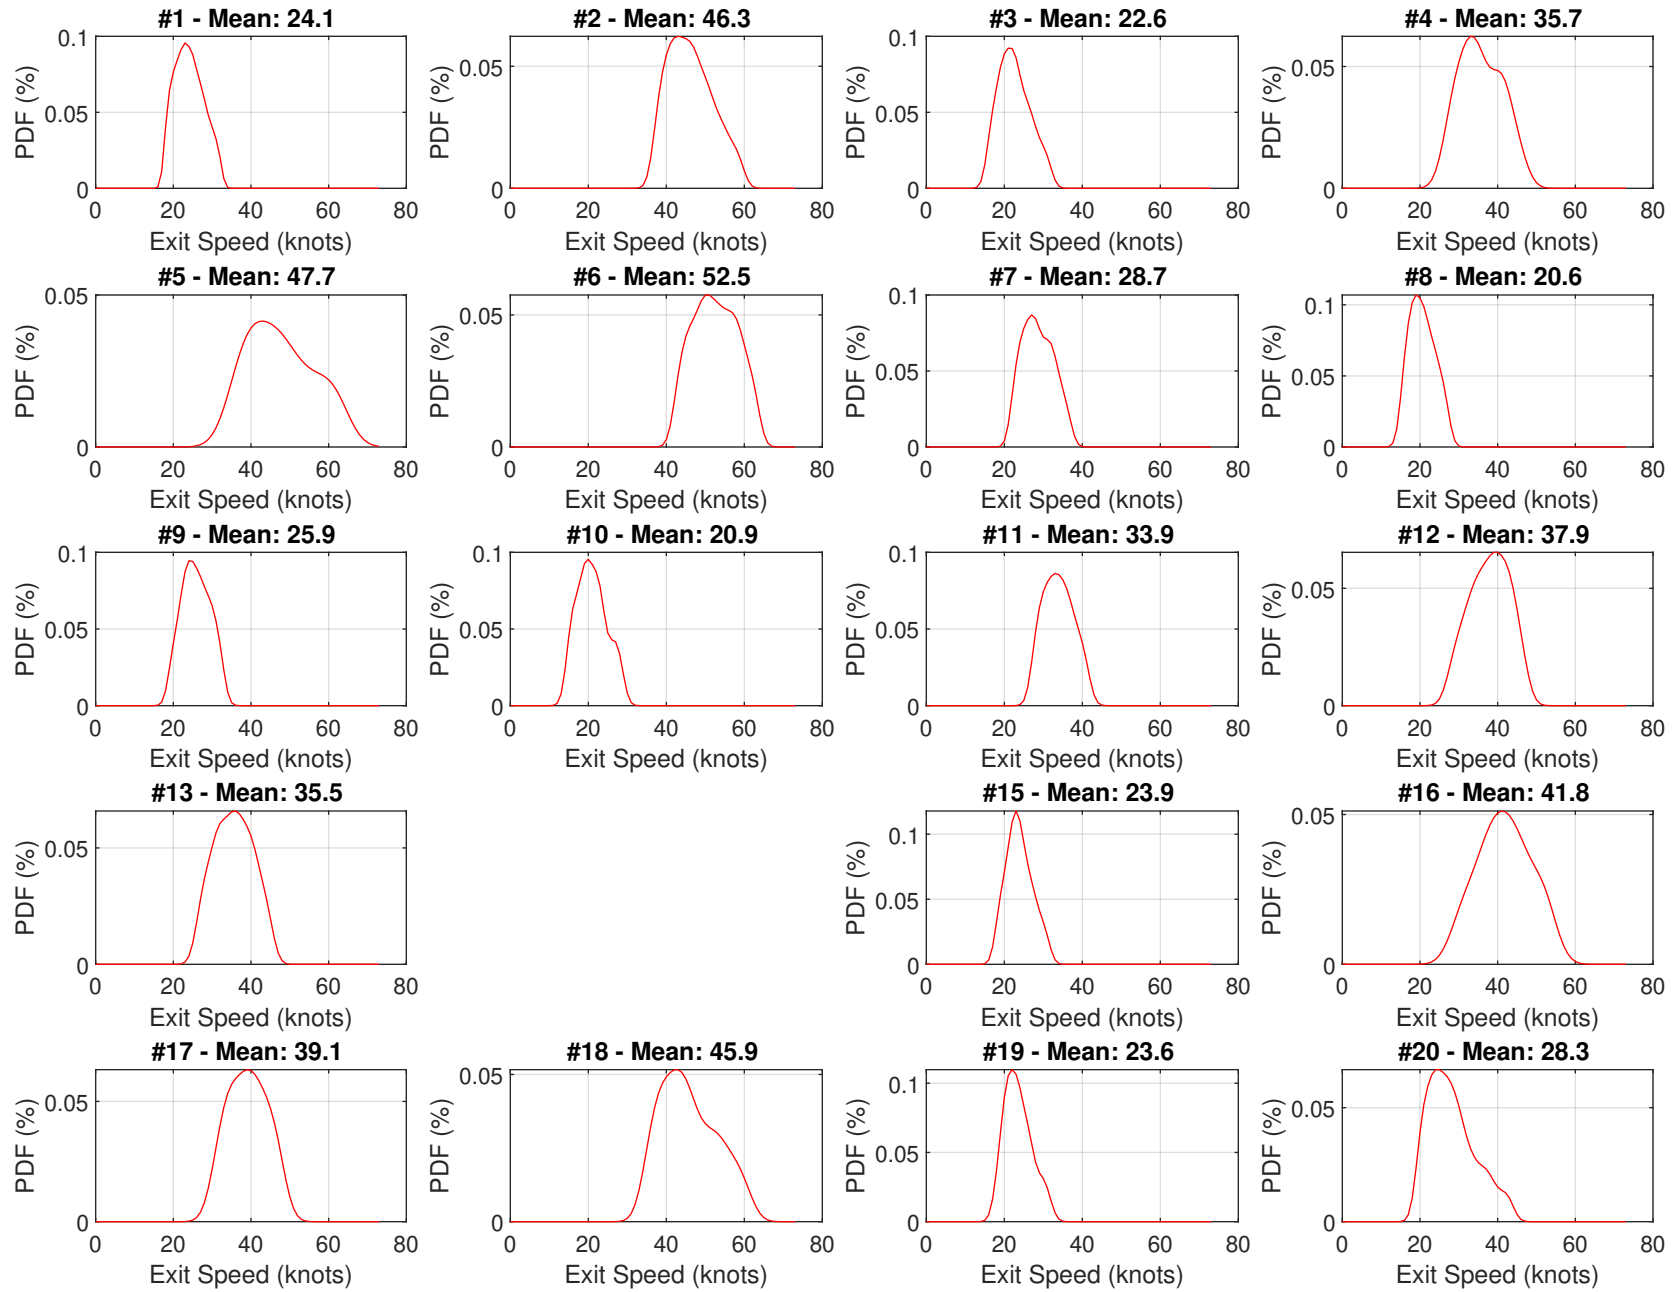 #1 - Mean: 24.1
PDF (%)
0.1
0.05
0
0 20 40 60 80
Exit Speed (knots)
#2 - Mean: 46.3
PDF (%)
0.05
0
0 20 40 60 80
Exit Speed (knots)
#3 - Mean: 22.6
PDF (%)
0.1
0.05
0
0 20 40 60 80
Exit Speed (knots)
#4 - Mean: 35.7
PDF (%)
0.05
0
0 20 40 60 80
Exit Speed (knots)
#5 - Mean: 47.7
PDF (%)
0.05
0
0 20 40 60 80
Exit Speed (knots)
#6 - Mean: 52.5
PDF (%)
0.05
0
0 20 40 60 80
Exit Speed (knots)
#7 - Mean: 28.7
PDF (%)
0.1
0.05
0
0 20 40 60 80
Exit Speed (knots)
#8 - Mean: 20.6
PDF (%)
0.1
0.05
0
0 20 40 60 80
Exit Speed (knots)
#9 - Mean: 25.9
PDF (%)
0.1
0.05
0
0 20 40 60 80
Exit Speed (knots)
#10 - Mean: 20.9
PDF (%)
0.1
0.05
0
0 20 40 60 80
Exit Speed (knots)
#11 - Mean: 33.9
PDF (%)
0.1
0.05
0
0 20 40 60 80
Exit Speed (knots)
#12 - Mean: 37.9
PDF (%)
0.05
0
0 20 40 60 80
Exit Speed (knots)
#13 - Mean: 35.5
PDF (%)
0.05
0
0 20 40 60 80
Exit Speed (knots)
#15 - Mean: 23.9
PDF (%)
0.1
0.05
0
0 20 40 60 80
Exit Speed (knots)
#16 - Mean: 41.8
PDF (%)
0.05
0
0 20 40 60 80
Exit Speed (knots)
#17 - Mean: 39.1
PDF (%)
0.05
0
0 20 40 60 80
Exit Speed (knots)
#18 - Mean: 45.9
PDF (%)
0.05
0
0 20 40 60 80
Exit Speed (knots)
#19 - Mean: 23.6
PDF (%)
0.1
0.05
0
0 20 40 60 80
Exit Speed (knots)
#20 - Mean: 28.3
PDF (%)
0.05
0
0 20 40 60 80
Exit Speed (knots)